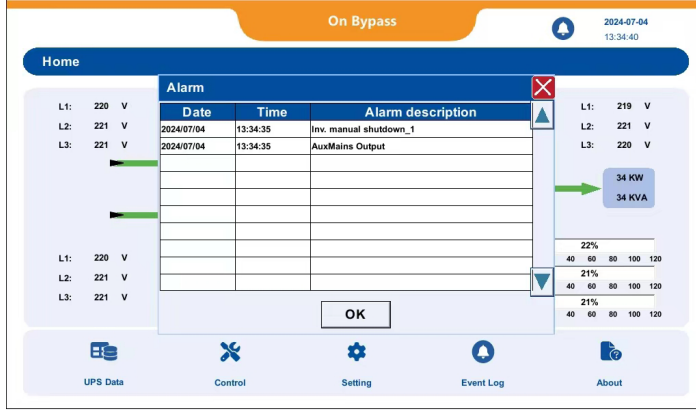 On Bypass
2024-07-04
13:34:40
Home
Alarm
Date Time Alarm description
2024/07/04 13:34:35 Inv. manual shutdown_1
2024/07/04 13:34:35 AuxMains Output
L1: 220 V
L2: 221 V
L3: 221 V
L1: 219 V
L2: 221 V
L3: 220 V
34 KW
34 KVA
L1: 220 V
L2: 221 V
L3: 221 V
22%
40 60 80 100 120
21%
40 60 80 100 120
21%
40 60 80 100 120
OK
UPS Data Control Setting Event Log About